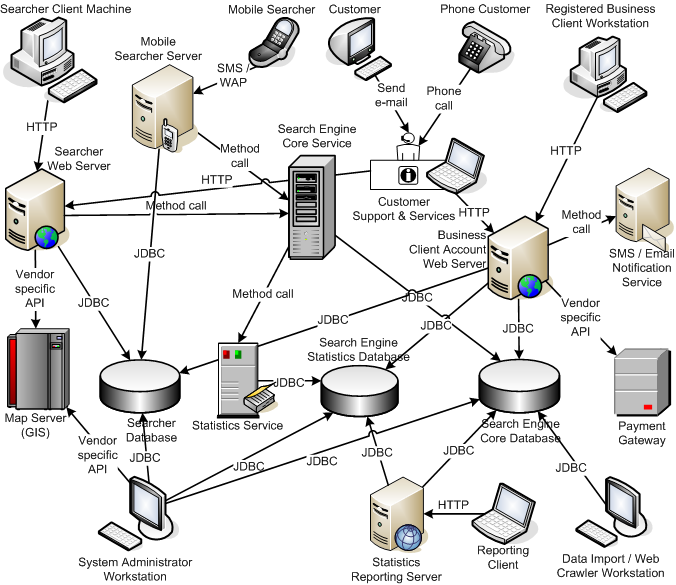 Searcher Client Machine
Mobile Searcher
Customer
Phone Customer
Registered Business
Client Workstation
Mobile
Searcher Server
SMS /
WAP
Send
e-mail
Phone
call
HTTP
Searcher
Web Server
Method
call
Search Engine
Core Service
HTTP
HTTP
Method call
Customer
Support & Services
HTTP
Method
call
Business
Client Account
Web Server
SMS / Email
Notification
Service
Vendor
specific
API
JDBC
JDBC
Method call
JDBC
JDBC
JDBC
JDBC
Vendor
specific
API
Search Engine
Statistics Database
JDBC
Map Server
(GIS)
Searcher
Database
Statistics Service
Search Engine
Core Database
Payment
Gateway
Vendor
specific
API
JDBC
JDBC
JDBC
JDBC
JDBC
JDBC
HTTP
System Administrator
Workstation
Statistics
Reporting Server
Reporting
Client
Data Import / Web
Crawler Workstation